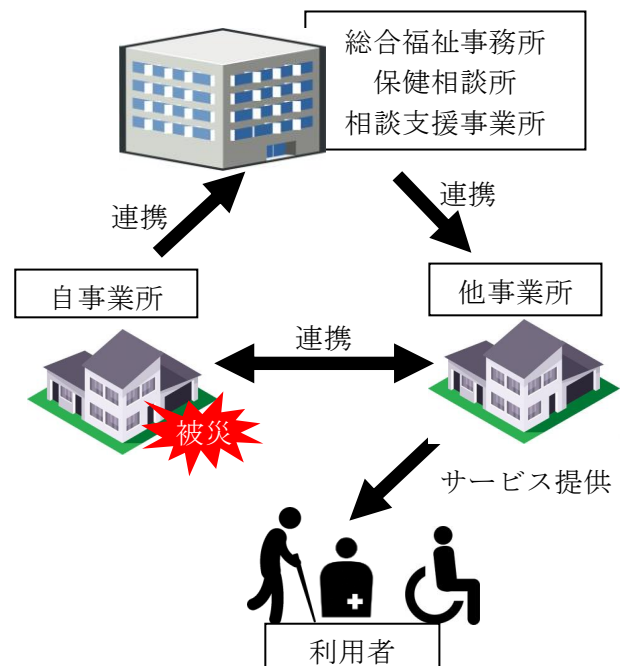 総合福祉事務所
保健相談所
相談支援事業所
連携
連携
自事業所
他事業所
連携
被災
サービス提供
利用者